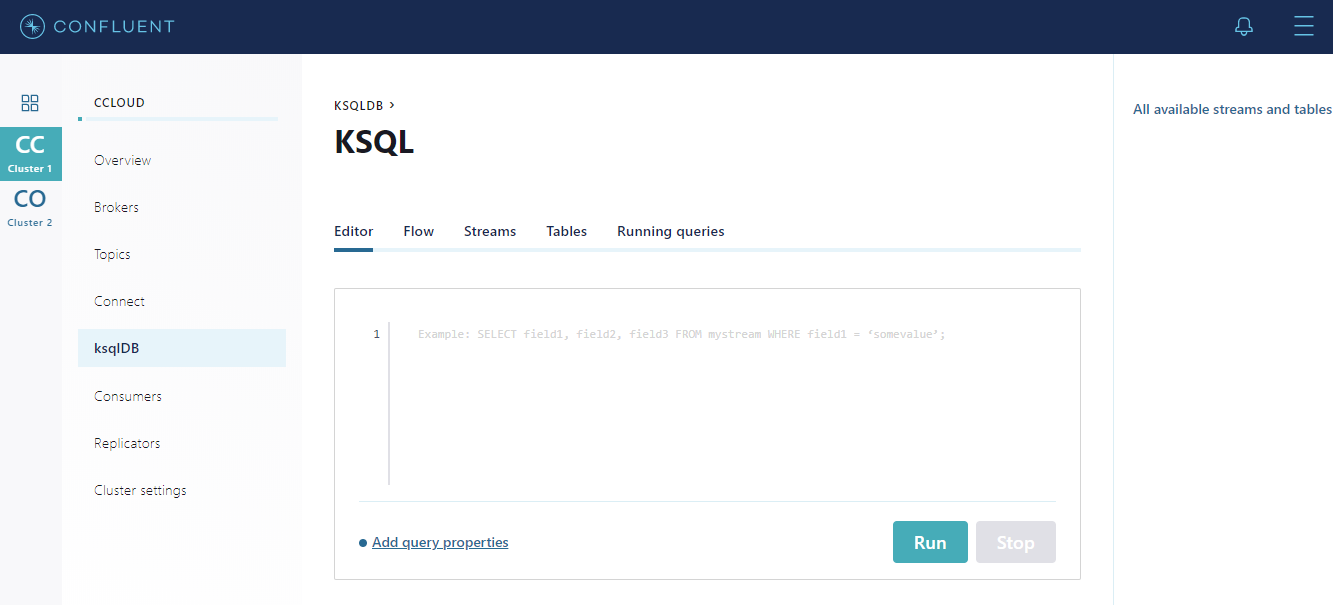 CONFLUENT
CC
Cluster 1
CO
Cluster 2
CCLOUD
Overview
Brokers
Topics
Connect
ksqlDB
Consumers
Replicators
Cluster settings
KSQLDB >
KSQL
Editor Flow Streams Tables Running queries
1 Example: SELECT field1, field2, field3 FROM mystream WHERE field1 = ‘somevalue’;
Add query properties Run Stop
All available streams and tables